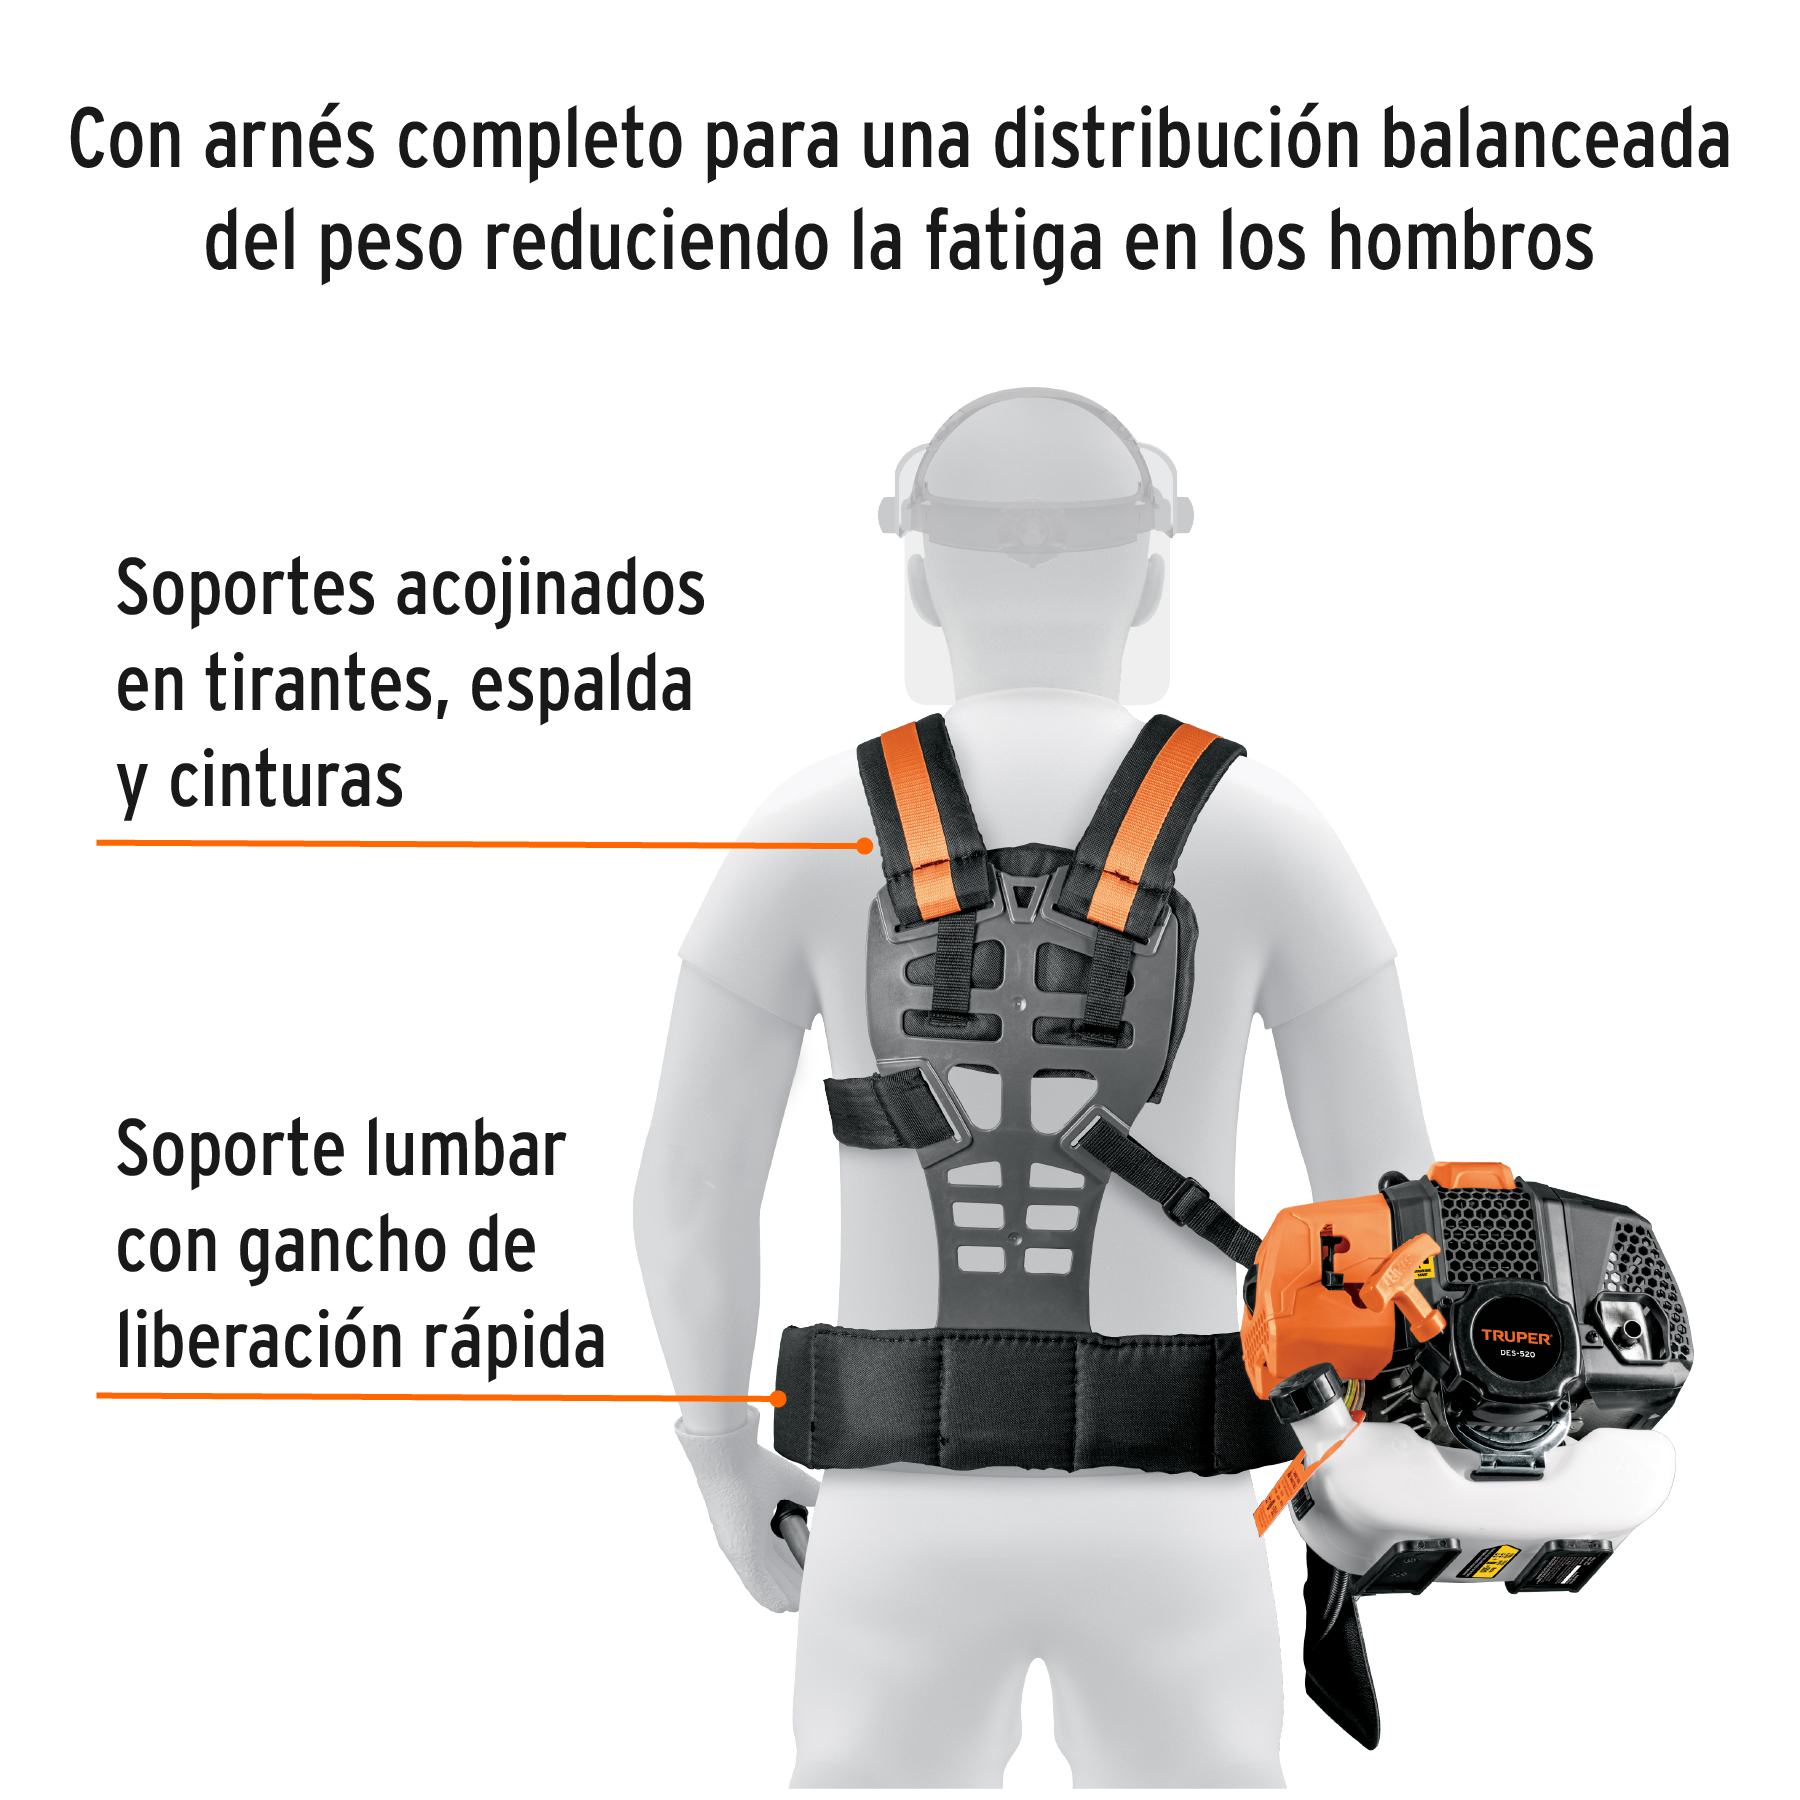 Con arnés completo para una distribución balanceada
del peso reduciendo la fatiga en los hombros
Soportes acojinados
en tirantes, espalda
y cinturas
Soporte lumbar
con gancho de
liberación rápida
TRUPER
DES-520